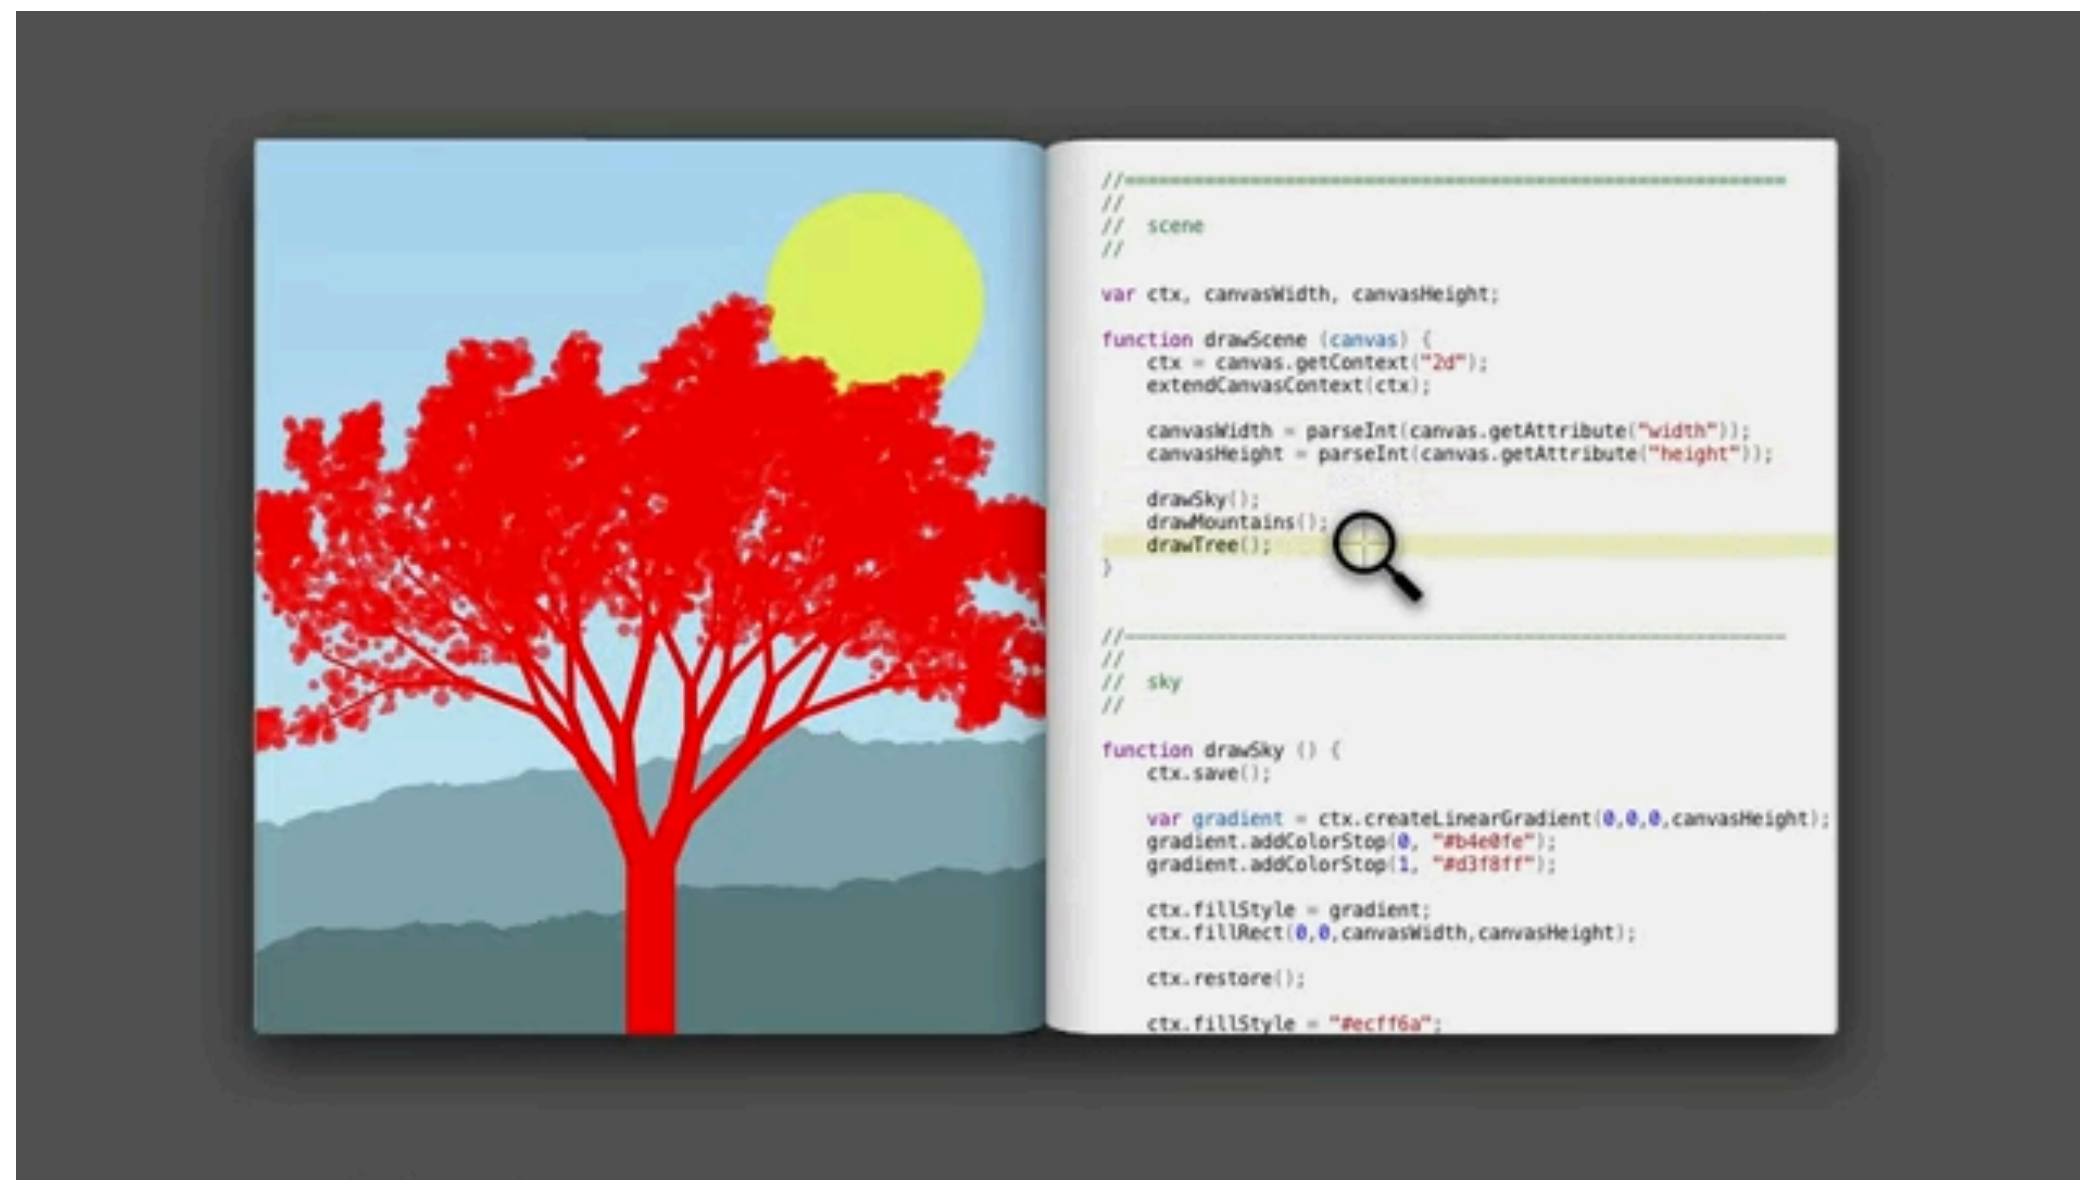 //==========================================================
//
//  scene
//
var ctx, canvasWidth, canvasHeight;
function drawScene (canvas) {
    ctx = canvas.getContext("2d");
    extendCanvasContext(ctx);
    canvasWidth = parseInt(canvas.getAttribute("width"));
    canvasHeight = parseInt(canvas.getAttribute("height"));
    drawSky();
    drawMountains();
    drawTree();
}
//----------------------------------------------------------
//
//  sky
//
function drawSky () {
    ctx.save();
    var gradient = ctx.createLinearGradient(0,0,0,canvasHeight);
    gradient.addColorStop(0, "#b4e0fe");
    gradient.addColorStop(1, "#d3f8ff");
    ctx.fillStyle = gradient;
    ctx.fillRect(0,0,canvasWidth,canvasHeight);
    ctx.restore();
    ctx.fillStyle = "#ecff6a";